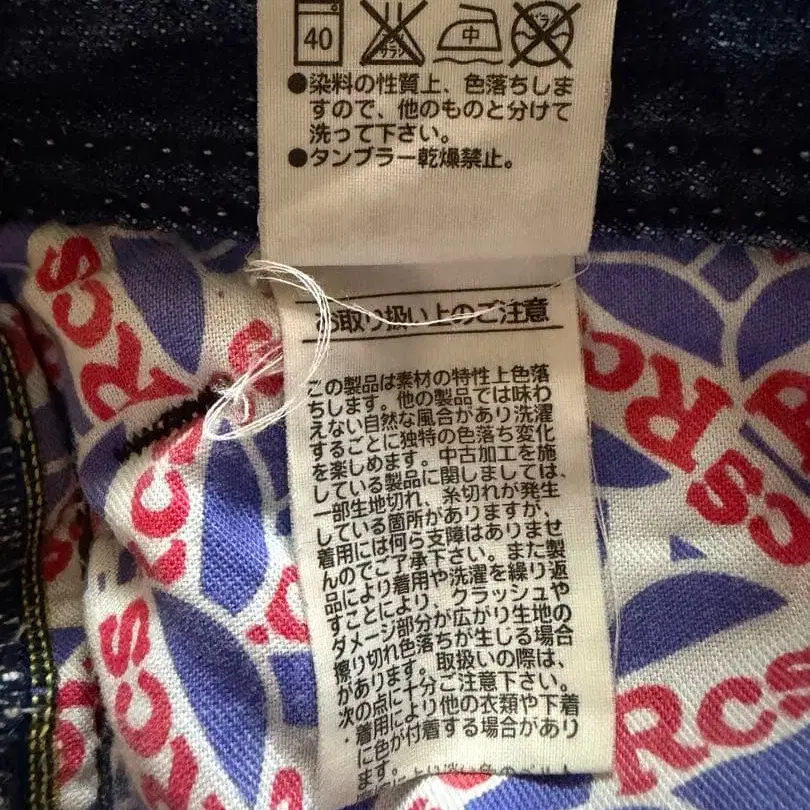 40
サラシ
中
ドライ
●染料の性質上、色落ちしま
すので、他のものと分けて
洗って下さい。
●タンブラー乾燥禁止。
お取り扱い上のご注意
この製品は素材の特性上色落
ちします。他の製品では味わ
えない自然な風合があり洗濯
するごとに独特の色落ち変化
を楽しめます。中古加工を施
している製品に関しましては、
一部生地切れ、糸切れが発生
している箇所がありますが、
着用には何ら支障はありませ
んのでご了承下さい。また製
品により着用や洗濯を繰り返
すことにより、クラッシュや
ダメージ部分が広がり生地の
擦り切れ色落ちが生じる場合
があります。取扱いの際は、
次の点に十分ご注意下さい。
・着用により他の衣類や下着
に色が付着する場合があり
ます。
RCS
RCS
RCS
RCS
RCS